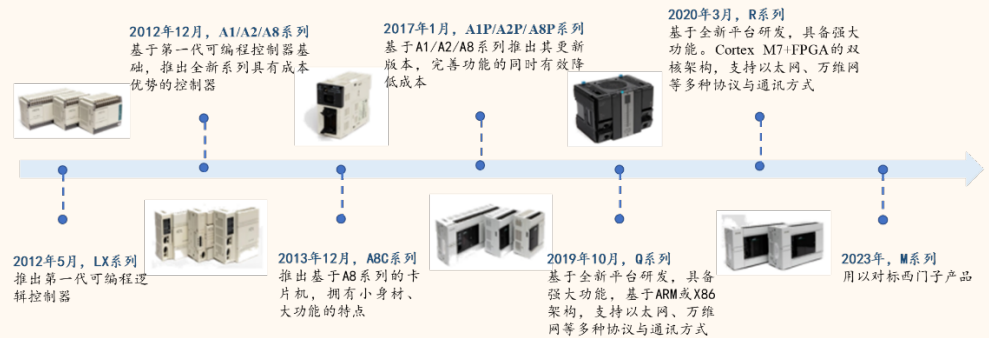 2012年12月，A1/A2/A8系列
基于第一代可编程控制器基
础，推出全新系列具有成本
优势的控制器
2017年1月，A1P/A2P/A8P系列
基于A1/A2/A8系列推出其更新
版本，完善功能的同时有效降
低成本
2020年3月，R系列
基于全新平台研发，具备强大
功能。Cortex M7+FPGA的双
核架构，支持以太网、万维网
等多种协议与通讯方式
2012年5月，LX系列
推出第一代可编程逻
辑控制器
2013年12月，A8C系列
推出基于A8系列的卡
片机，拥有小身材、
大功能的特点
2019年10月，Q系列
基于全新平台研发，具备
强大功能，基于ARM或X86
架构，支持以太网、万维
网等多种协议与通讯方式
2023年，M系列
用以对标西门子产品